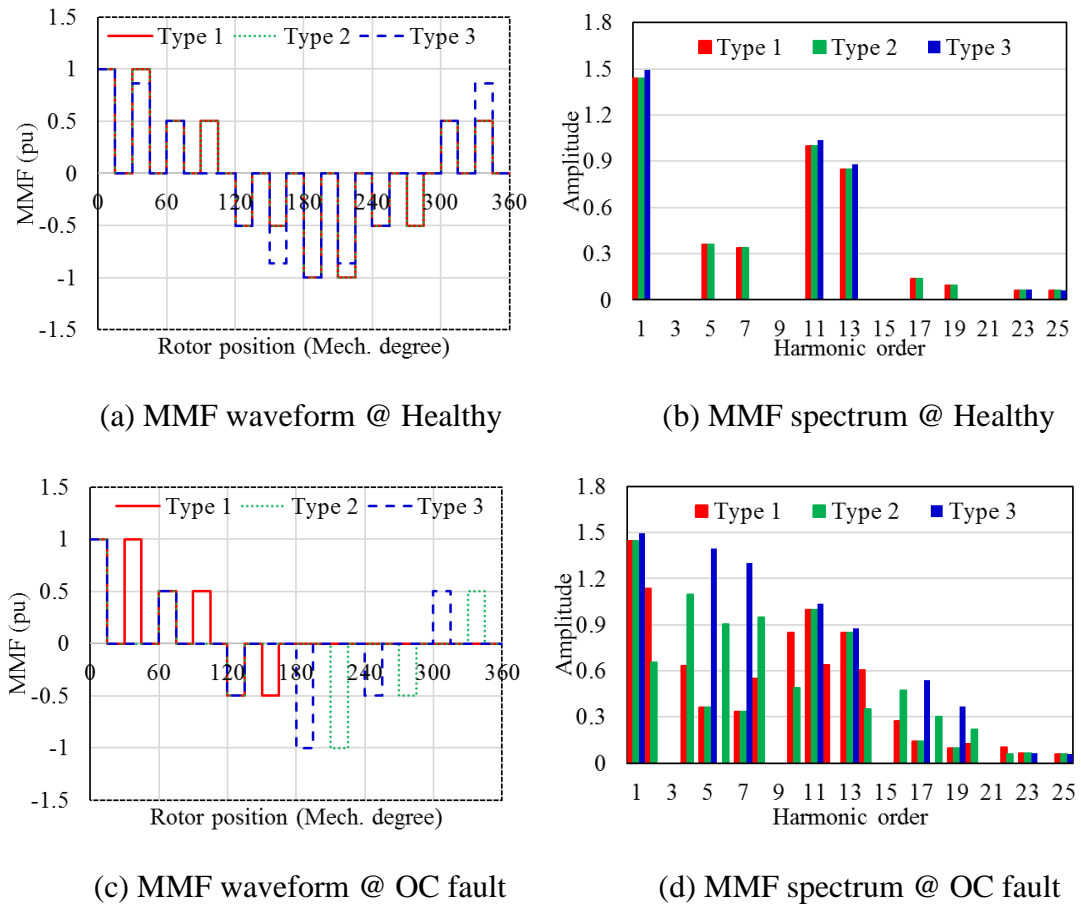 1.5
Type 1 Type 2 Type 3
1
0.5
0
0 60 120 180 240 300 360
-0.5
-1
-1.5
MMF (pu)
Rotor position (Mech. degree)
(a) MMF waveform @ Healthy
1.8
Type 1 Type 2 Type 3
1.5
1.2
0.9
0.6
0.3
0
Amplitude
1 3 5 7 9 11 13 15 17 19 21 23 25
Harmonic order
(b) MMF spectrum @ Healthy
1.5
Type 1 Type 2 Type 3
1
0.5
0
0 60 120 180 240 300 360
-0.5
-1
-1.5
MMF (pu)
Rotor position (Mech. degree)
(c) MMF waveform @ OC fault
1.8
Type 1 Type 2 Type 3
1.5
1.2
0.9
0.6
0.3
0
Amplitude
1 3 5 7 9 11 13 15 17 19 21 23 25
Harmonic order
(d) MMF spectrum @ OC fault